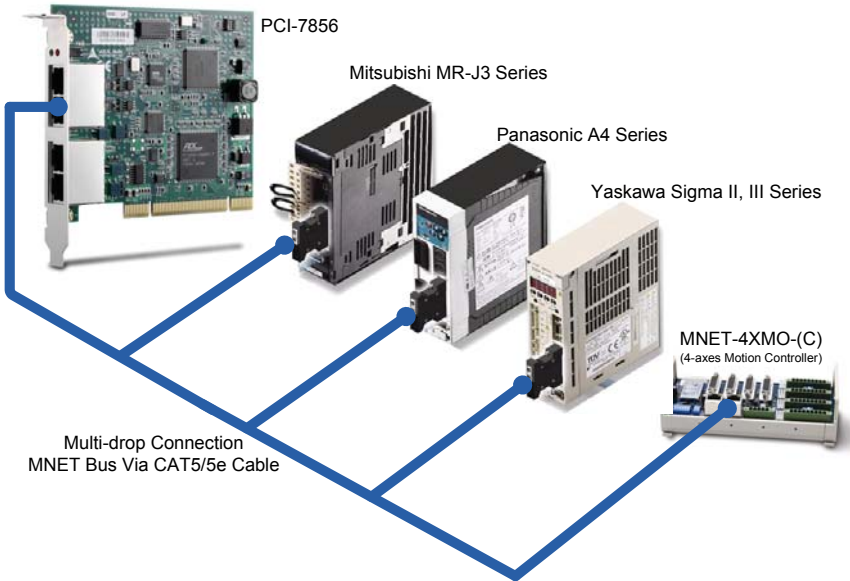 PCI-7856
Mitsubishi MR-J3 Series
Panasonic A4 Series
Yaskawa Sigma II, III Series
MNET-4XMO-(C)
(4-axes Motion Controller)
Multi-drop Connection
MNET Bus Via CAT5/5e Cable